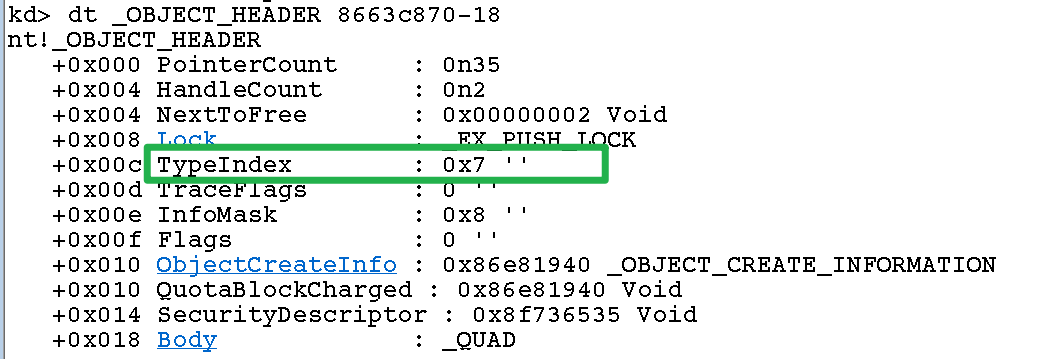 kd> dt _OBJECT_HEADER 8663c870-18
nt!_OBJECT_HEADER
   +0x000 PointerCount     : 0n35
   +0x004 HandleCount      : 0n2
   +0x004 NextToFree       : 0x00000002 Void
   +0x008 Lock             : _EX_PUSH_LOCK
   +0x00c TypeIndex        : 0x7 ''
   +0x00d TraceFlags       : 0 ''
   +0x00e InfoMask         : 0x8 ''
   +0x00f Flags            : 0 ''
   +0x010 ObjectCreateInfo : 0x86e81940 _OBJECT_CREATE_INFORMATION
   +0x010 QuotaBlockCharged : 0x86e81940 Void
   +0x014 SecurityDescriptor : 0x8f736535 Void
   +0x018 Body             : _QUAD